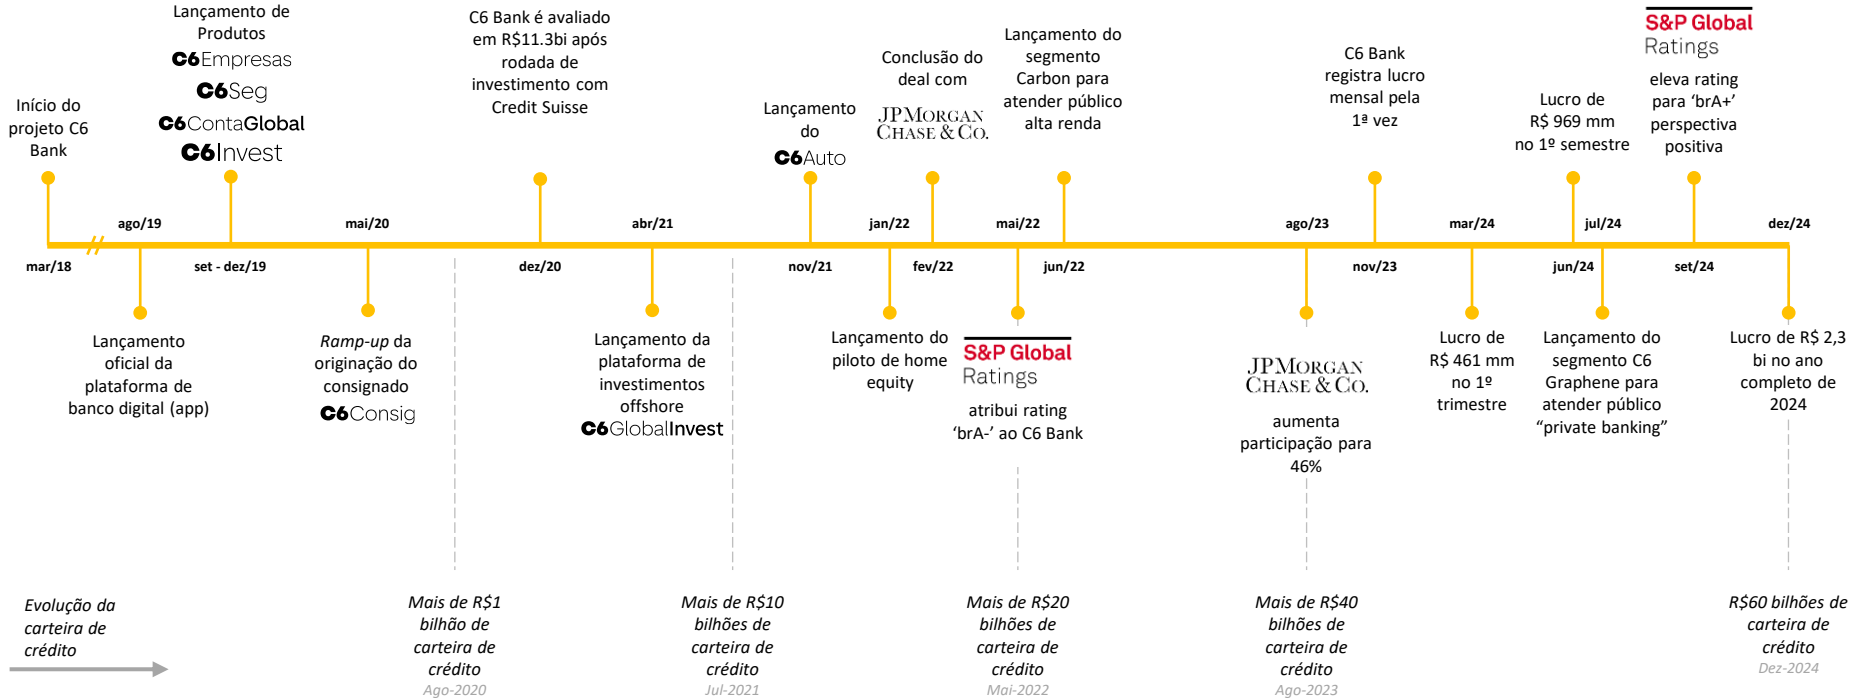 Início do
projeto C6
Bank
Lançamento de
Produtos
C6Empresas
C6Seg
C6ContaGlobal
C6Invest
C6 Bank é avaliado
em R$11.3bi após
rodada de
investimento com
Credit Suisse
Lançamento
do
C6Auto
Conclusão do
deal com
JPMORGAN
CHASE & CO.
Lançamento do
segmento
Carbon para
atender público
alta renda
C6 Bank
registra lucro
mensal pela
1ª vez
Lucro de
R$ 969 mm
no 1º semestre
S&P Global
Ratings
eleva rating
para ‘brA+’
perspectiva
positiva
ago/19
mai/20
abr/21
jan/22
mai/22
ago/23
mar/24
jul/24
dez/24
mar/18
set - dez/19
dez/20
nov/21
fev/22
jun/22
nov/23
jun/24
set/24
Lançamento
oficial da
plataforma de
banco digital (app)
Ramp-up da
originação do
consignado
C6Consig
Lançamento da
plataforma de
investimentos
offshore
C6GlobalInvest
Lançamento do
piloto de home
equity
S&P Global
Ratings
atribui rating
‘brA-’ ao C6 Bank
JPMORGAN
CHASE & CO.
aumenta
participação para
46%
Lucro de
R$ 461 mm
no 1º
trimestre
Lançamento do
segmento C6
Graphene para
atender público
“private banking”
Lucro de R$ 2,3
bi no ano
completo de
2024
Evolução da
carteira de
crédito
Mais de R$1
bilhão de
carteira de
crédito
Ago-2020
Mais de R$10
bilhões de
carteira de
crédito
Jul-2021
Mais de R$20
bilhões de
carteira de
crédito
Mai-2022
Mais de R$40
bilhões de
carteira de
crédito
Ago-2023
R$60 bilhões de
carteira de
crédito
Dez-2024